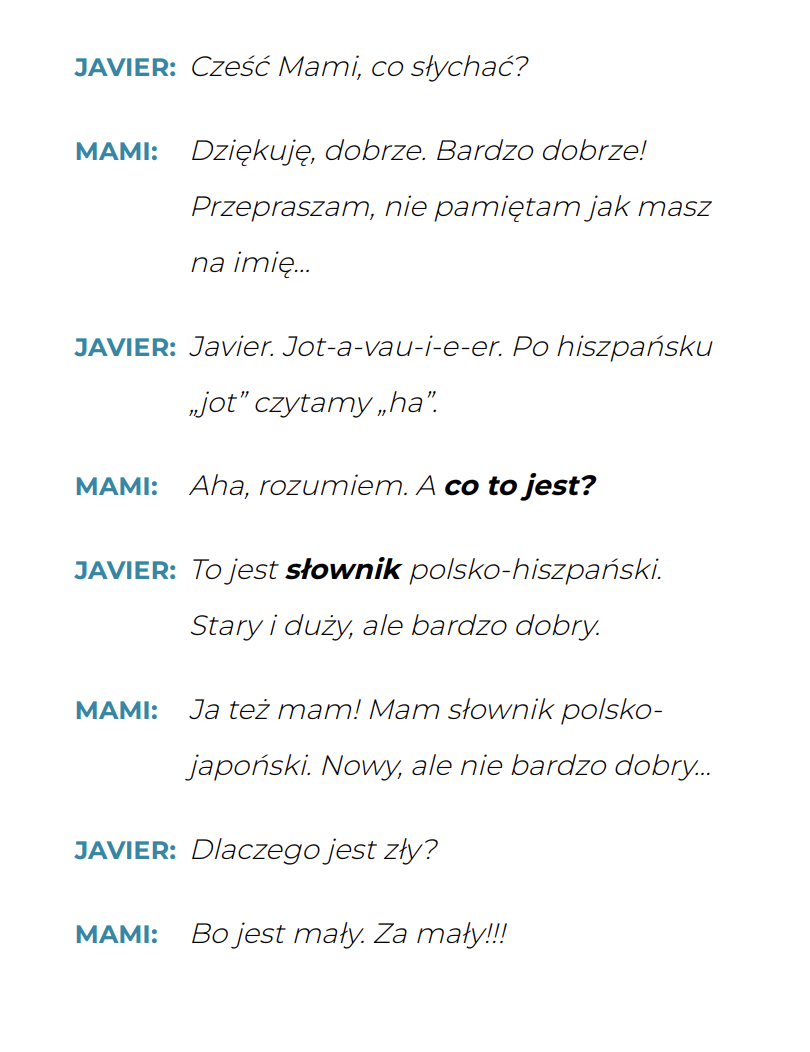 JAVIER: Cześć Mami, co słychać?
MAMI: Dziękuję, dobrze. Bardzo dobrze!
Przepraszam, nie pamiętam jak masz
na imię...
JAVIER: Javier. Jot-a-vau-i-e-er. Po hiszpańsku
„jot” czytamy „ha”.
MAMI: Aha, rozumiem. A co to jest?
JAVIER: To jest słownik polsko-hiszpański.
Stary i duży, ale bardzo dobry.
MAMI: Ja też mam! Mam słownik polsko-
japoński. Nowy, ale nie bardzo dobry...
JAVIER: Dlaczego jest zły?
MAMI: Bo jest mały. Za mały!!!